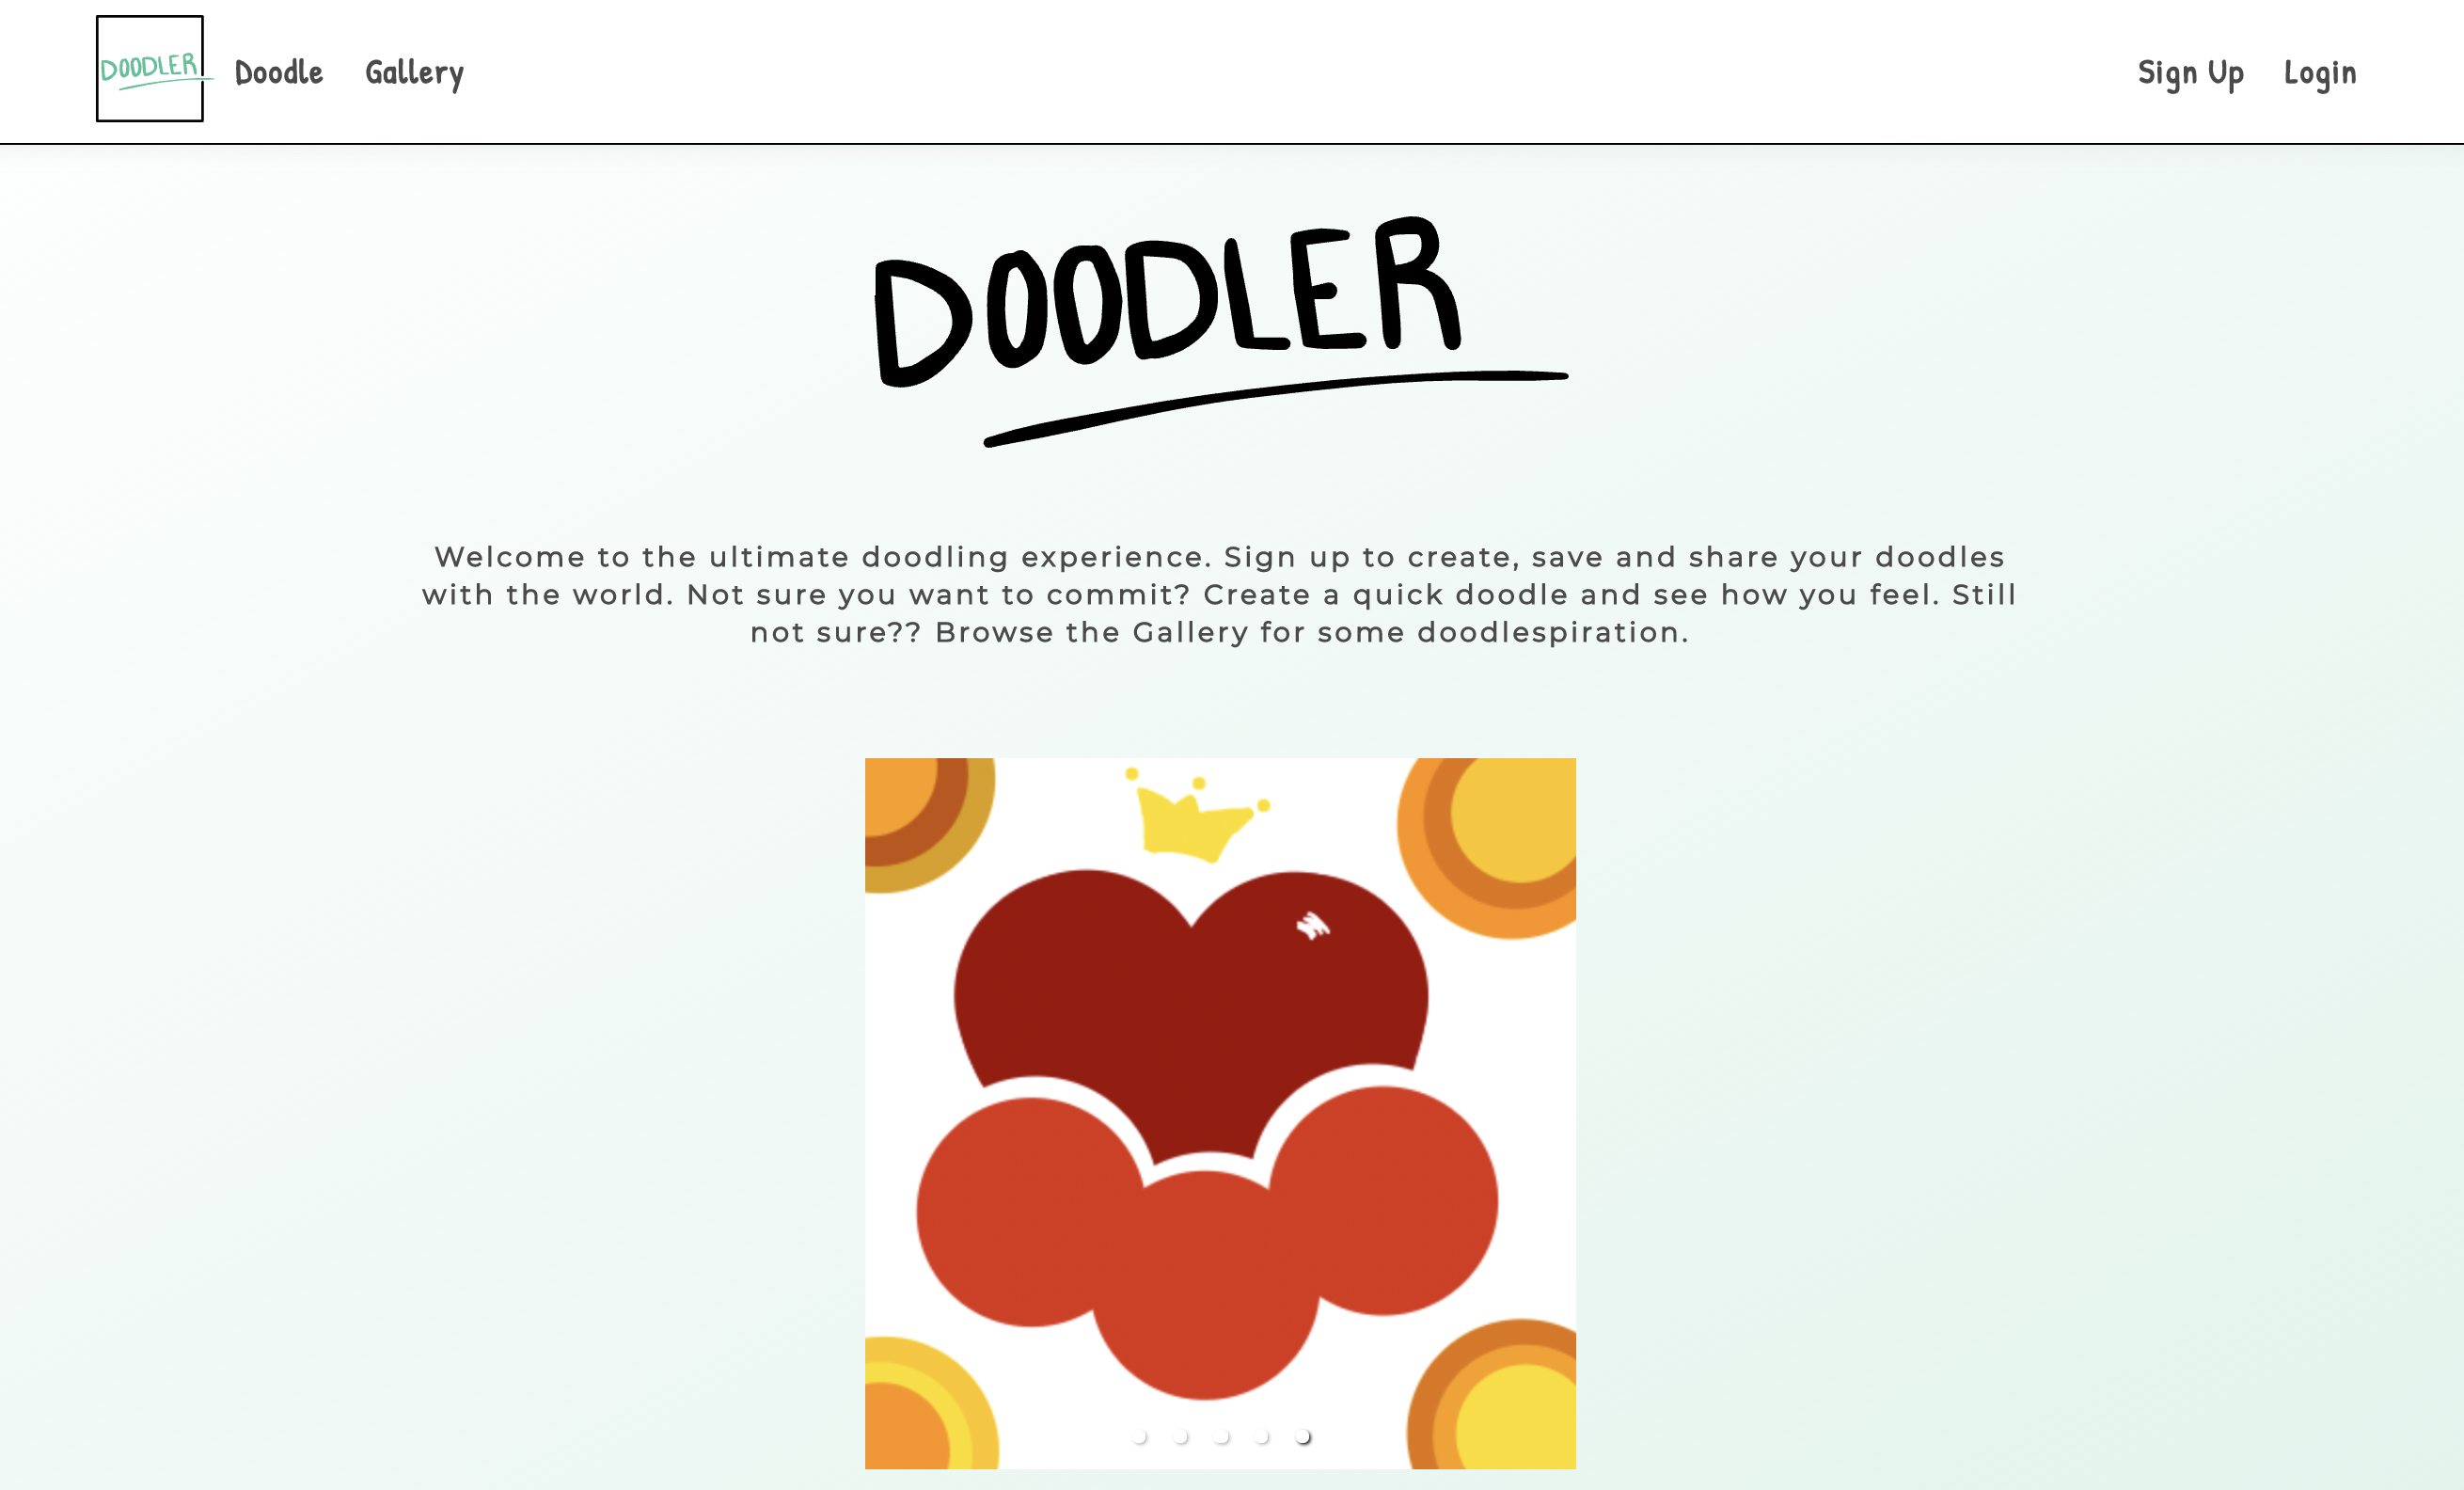 DOODLER
Doodle
Gallery
Sign Up
Login
DOODLER
Welcome to the ultimate doodling experience. Sign up to create, save and share your doodles
with the world. Not sure you want to commit? Create a quick doodle and see how you feel. Still
not sure?? Browse the Gallery for some doodlespiration.